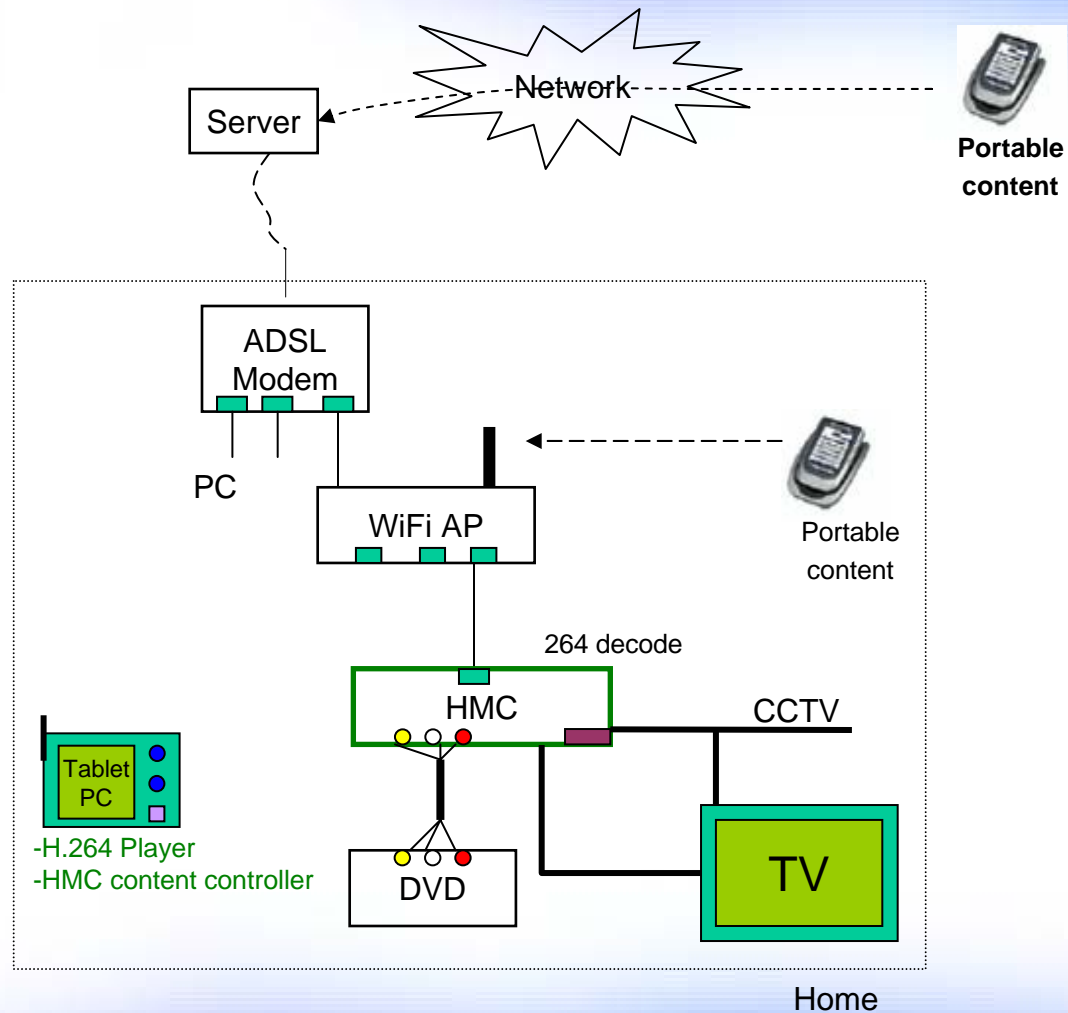 Network
Server
Portable
content
ADSL
Modem
PC
WiFi AP
Portable
content
264 decode
HMC
CCTV
Tablet
PC
-H.264 Player
-HMC content controller
DVD
TV
Home